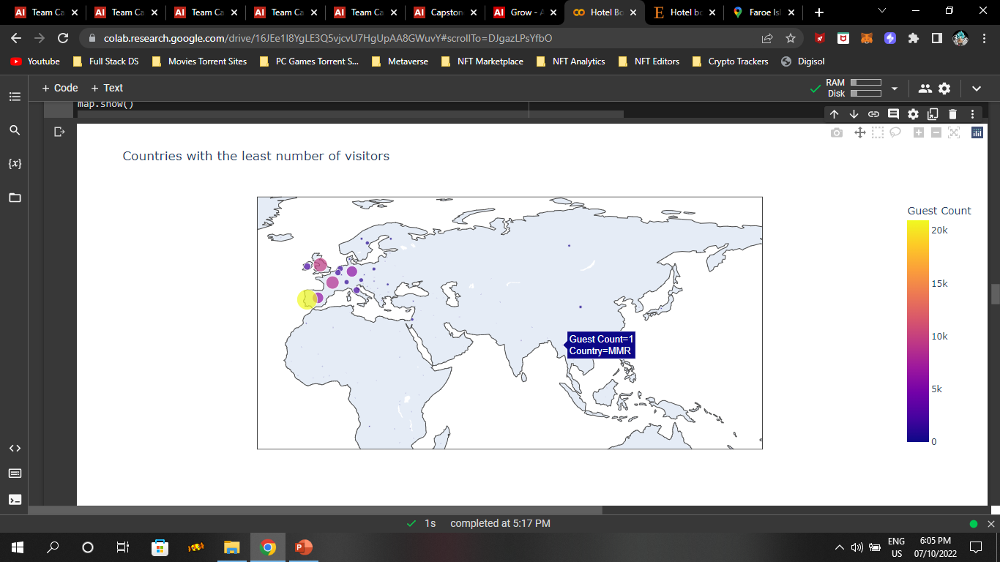 Team Ca
Team Ca
Team Ca
Team Ca
Team Ca
Capston
Grow - A
Hotel Bo
Hotel bo
Faroe Isl
colab.research.google.com/drive/16JEe1I8YgLE3Q5vjcvU7HgUpAA8GWuvY#scrollTo=DJgazLPsYfbO
Youtube
Full Stack DS
Movies Torrent Sites
PC Games Torrent S...
Metaverse
NFT Marketplace
NFT Analytics
NFT Editors
Crypto Trackers
Digisol
+ Code
+ Text
RAM
Disk
map.show()
{x}
Countries with the least number of visitors
Guest Count
20k
15k
10k
5k
0
Guest Count=1
Country=MMR
1s completed at 5:17 PM
ENG
US
6:05 PM
07/10/2022